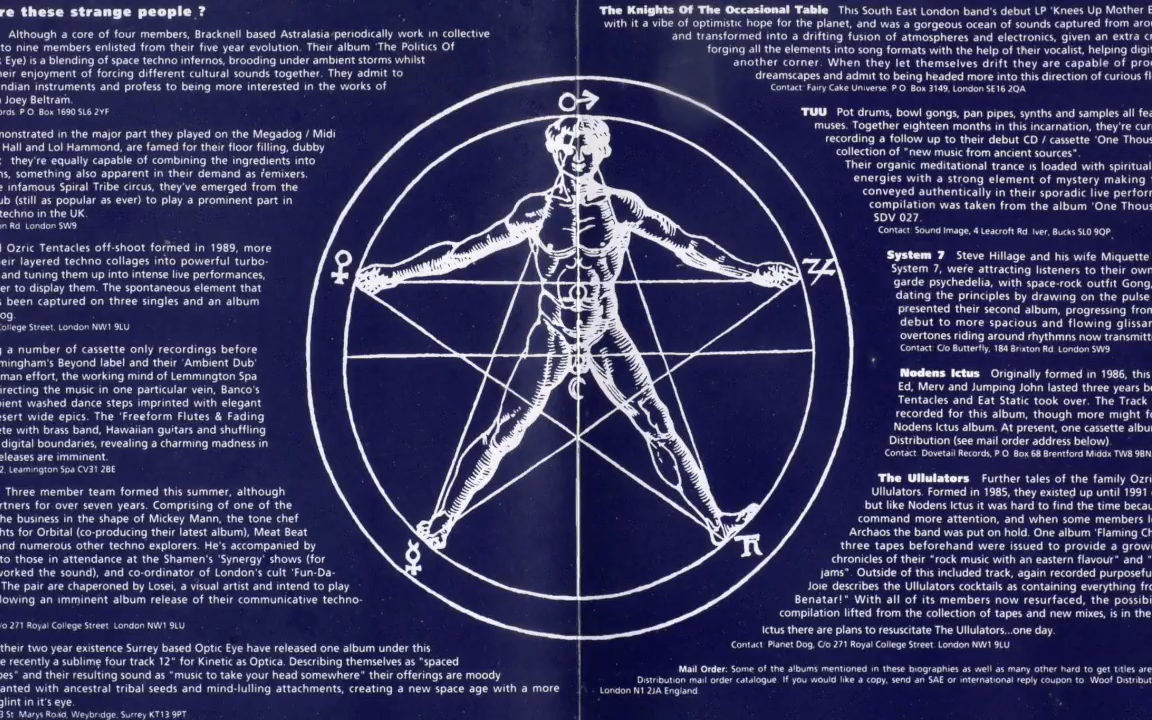 re these strange people ?
Although a core of four members, Bracknell based Astralasia periodically work in collective
to nine members enlisted from their five year evolution. Their album 'The Politics Of
Eye) is a blending of space techno infernos, brooding under ambient storms whilst
heir enjoyment of forcing different cultural sounds together. They admit to
ndian instruments and profess to being more interested in the works of
Joey Beltram.
ords P O Box 1690 SL6 2YF
monstrated in the major part they played on the Megadog / Midi
Hall and Lol Hammond, are famed for their floor filling, dubby
they're equally capable of combining the ingredients into
ns, something also apparent in their demand as remixers.
e infamous Spiral Tribe circus, they've emerged from the
ub (still as popular as ever) to play a prominent part in
techno in the UK.
n Rd London SW9
Ozric Tentacles off-shoot formed in 1989, more
eir layered techno collages into powerful turbo-
and tuning them up into intense live performances,
er to display them. The spontaneous element that
s been captured on three singles and an album
og.
College Street, London NW1 9LU
g a number of cassette only recordings before
mingham's Beyond label and their 'Ambient Dub'
man effort, the working mind of Lemmington Spa
irecting the music in one particular vein, Banco's
bient washed dance steps imprinted with elegant
esert wide epics. The 'Freeform Flutes & Fading
ete with brass band, Hawaiian guitars and shuffling
digital boundaries, revealing a charming madness in
eleases are imminent.
2, Leamington Spa CV31 2BE
Three member team formed this summer, although
rtners for over seven years. Comprising of one of the
he business in the shape of Mickey Mann, the tone chef
hts for Orbital (co-producing their latest album), Meat Beat
and numerous other techno explorers. He's accompanied by
to those in attendance at the Shamen's 'Synergy' shows (for
worked the sound), and co-ordinator of London's cult 'Fun-Da-
The pair are chaperoned by Losei, a visual artist and intend to play
llowing an imminent album release of their communicative techno-
/o 271 Royal College Street London NW1 9LU
their two year existence Surrey based Optic Eye have released one album under this
e recently a sublime four track 12" for Kinetic as Optica. Describing themselves as "spaced
pes" and their resulting sound as "music to take your head somewhere" their offerings are moody
anted with ancestral tribal seeds and mind-lulling attachments, creating a new space age with a more
glint in it's eye.
3 St Marys Road, Weybridge, Surrey KT13 9PT
The Knights Of The Occasional Table This South East London band's debut LP 'Knees Up Mother E
with it a vibe of optimistic hope for the planet, and was a gorgeous ocean of sounds captured from arou
and transformed into a drifting fusion of atmospheres and electronics, given an extra cr
forging all the elements into song formats with the help of their vocalist, helping digit
another corner. When they let themselves drift they are capable of prod
dreamscapes and admit to being headed more into this direction of curious fl
Contact Fairy Cake Universe P O Box 3149, London SE16 2QA
TUU Pot drums, bowl gongs, pan pipes, synths and samples all fea
muses. Together eighteen months in this incarnation, they're curr
recording a follow up to their debut CD / cassette 'One Thous
collection of "new music from ancient sources".
Their organic meditational trance is loaded with spiritual
energies with a strong element of mystery making
conveyed authentically in their sporadic live perform
compilation was taken from the album 'One Thous
SDV 027.
Contact: Sound Image, 4 Leacroft Rd Iver, Bucks SL0 9QP
System 7 Steve Hillage and his wife Miquette
System 7, were attracting listeners to their own
garde psychedelia, with space-rock outfit Gong,
dating the principles by drawing on the pulse
presented their second album, progressing from
debut to more spacious and flowing glissar
overtones riding around rhythmns now transmitte
Contact: C/o Butterfly, 184 Brixton Rd London SW9
Nodens Ictus Originally formed in 1986, this
Ed, Merv and Jumping John lasted three years be
Tentacles and Eat Static took over. The Track
recorded for this album, though more might fo
Nodens Ictus album. At present, one cassette album
Distribution (see mail order address below).
Contact Dovetail Records, P O Box 68 Brentford Middx TW8 9BN
The Ullulators Further tales of the family Ozri
Ullulators. Formed in 1985, they existed up until 1991
but like Nodens Ictus it was hard to find the time becau
command more attention, and when some members l
Archaos the band was put on hold. One album 'Flaming Ch
three tapes beforehand were issued to provide a growi
chronicles of their "rock music with an eastern flavour" and "
jams". Outside of this included track, again recorded purposeful
Joie describes the Ullulators cocktails as containing everything fro
Benatar!" With all of its members now resurfaced, the possibi
compilation lifted from the collection of tapes and new mixes, is in the
Ictus there are plans to resuscitate The Ullulators...one day.
Contact: Planet Dog, C/o 271 Royal College Street. London NW1 9LU
Mail Order: Some of the albums mentioned in these biographies as well as many other hard to get titles are
Distribution mail order catalogue. If you would like a copy, send an SAE or international reply coupon to Woof Distribut
London N1 2JA England.